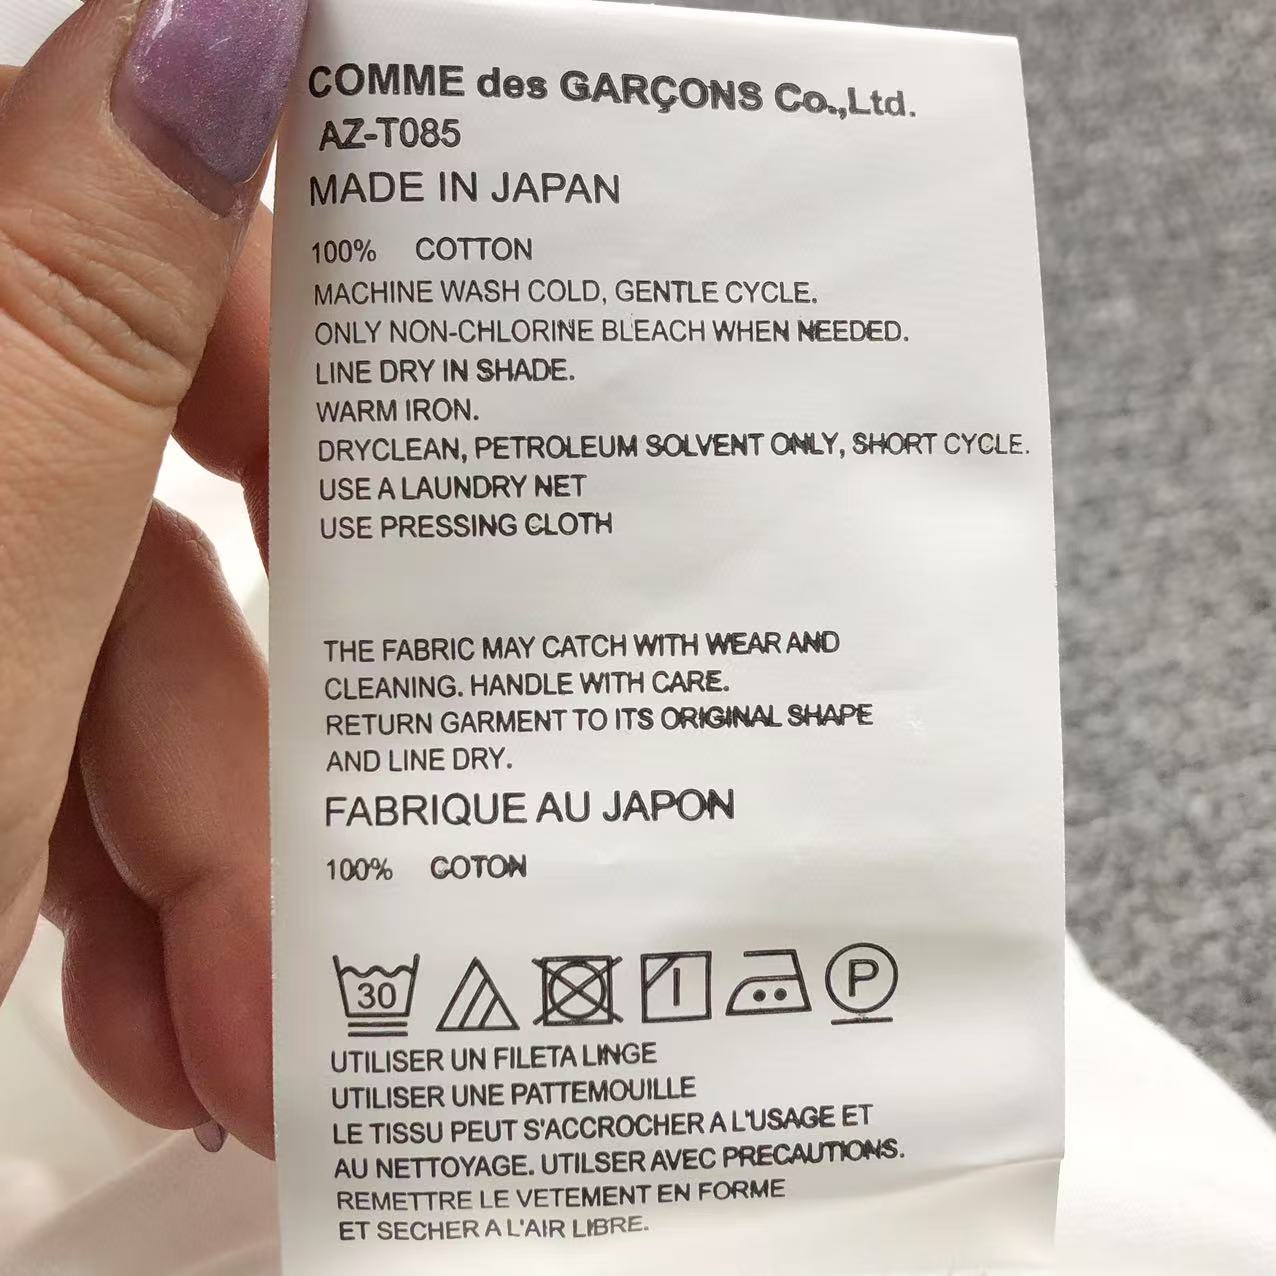 COMME des GARÇONS Co.,Ltd.
AZ-T085
MADE IN JAPAN
100% COTTON
MACHINE WASH COLD, GENTLE CYCLE.
ONLY NON-CHLORINE BLEACH WHEN NEEDED.
LINE DRY IN SHADE.
WARM IRON.
DRYCLEAN, PETROLEUM SOLVENT ONLY, SHORT CYCLE.
USE A LAUNDRY NET
USE PRESSING CLOTH
THE FABRIC MAY CATCH WITH WEAR AND
CLEANING. HANDLE WITH CARE.
RETURN GARMENT TO ITS ORIGINAL SHAPE
AND LINE DRY.
FABRIQUE AU JAPON
100% COTON
30 P
UTILISER UN FILETA LINGE
UTILISER UNE PATTEMOUILLE
LE TISSU PEUT S'ACCROCHER A L'USAGE ET
AU NETTOYAGE. UTILSER AVEC PRECAUTIONS.
REMETTRE LE VETEMENT EN FORME
ET SECHER A L'AIR LIBRE.